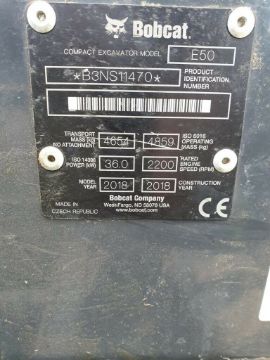 Bobcat
COMPACT EXCAVATOR MODEL E50
*B3NS11470* PRODUCT IDENTIFICATION NUMBER
TRANSPORT MASS (kg) NO ATTACHMENT 4654 4859 ISO 6016 OPERATING MASS (kg)
ISO 14396 POWER (kW) 36.0 2200 RATED ENGINE SPEED (RPM)
MODEL YEAR 2018 2018 CONSTRUCTION YEAR
Bobcat Company
MADE IN CZECH REPUBLIC West Fargo, ND 58078 USA
www.bobcat.com CE